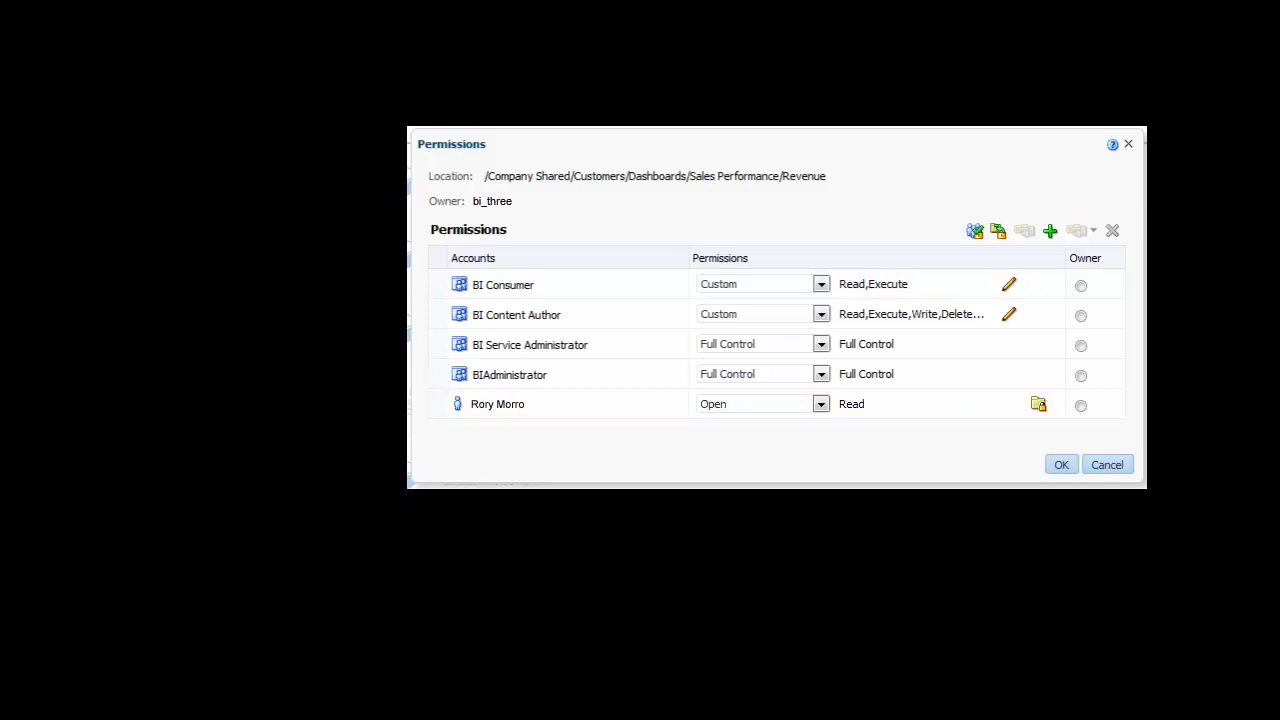 Permissions
Location: /Company Shared/Customers/Dashboards/Sales Performance/Revenue
Owner: bi_three
Permissions
Accounts Permissions Owner
BI Consumer Custom Read,Execute
BI Content Author Custom Read,Execute,Write,Delete...
BI Service Administrator Full Control Full Control
BIAdministrator Full Control Full Control
Rory Morro Open Read
OK Cancel